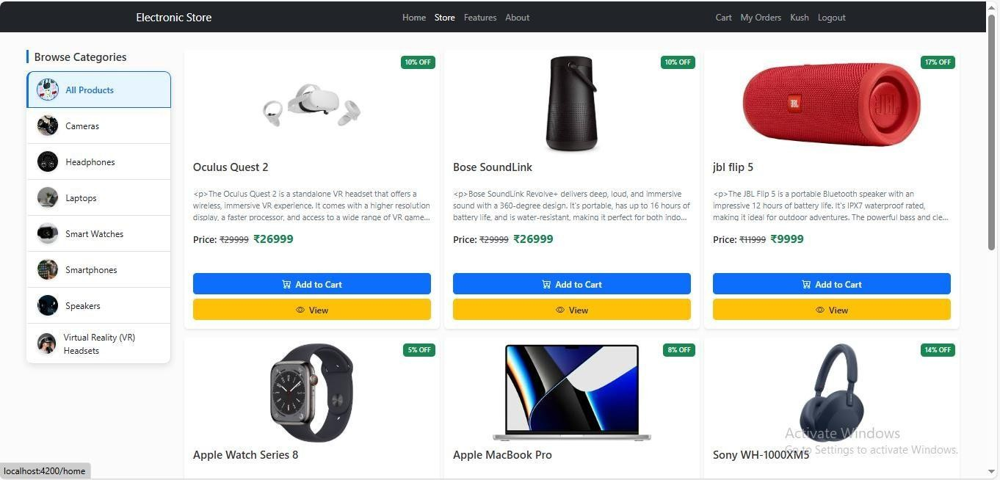 Electronic Store
Home Store Features About
Cart My Orders Kush Logout
Browse Categories
All Products
Cameras
Headphones
Laptops
Smart Watches
Smartphones
Speakers
Virtual Reality (VR)
Headsets
10% OFF
Oculus Quest 2
<p>The Oculus Quest 2 is a standalone VR headset that offers a
wireless, immersive VR experience. It comes with a higher resolution
display, a faster processor, and access to a wide range of VR game...
Price: ₹29999 ₹26999
Add to Cart
View
10% OFF
Bose SoundLink
<p>Bose SoundLink Revolve+ delivers deep, loud, and immersive
sound with a 360-degree design. It's portable, has up to 16 hours of
battery life, and is water-resistant, making it perfect for both indo...
Price: ₹29999 ₹26999
Add to Cart
View
17% OFF
JBL
JBL
jbl flip 5
<p>The JBL Flip 5 is a portable Bluetooth speaker with an
impressive 12 hours of battery life. It's IPX7 waterproof rated,
making it ideal for outdoor adventures. The powerful bass and cle...
Price: ₹11999 ₹9999
Add to Cart
View
5% OFF
Apple Watch Series 8
8% OFF
Apple MacBook Pro
14% OFF
Sony WH-1000XM5
Activate Windows
Go to Settings to activate Windows.
localhost:4200/home